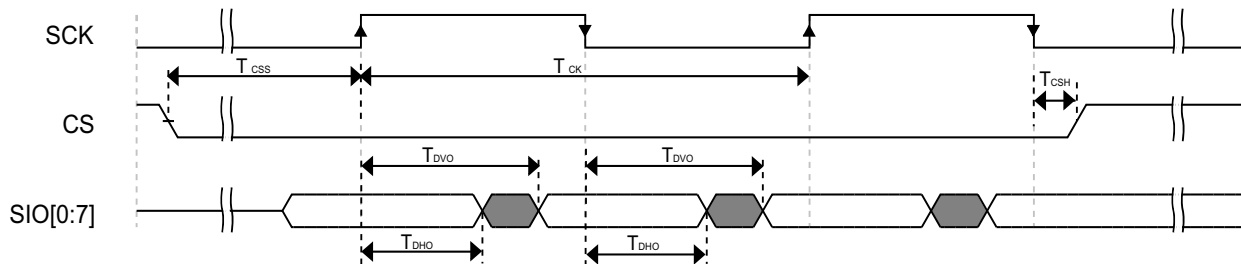 SCK
T CSS
T CK
T CSH
CS
T DVO
T DVO
SIO[0:7]
T DHO
T DHO